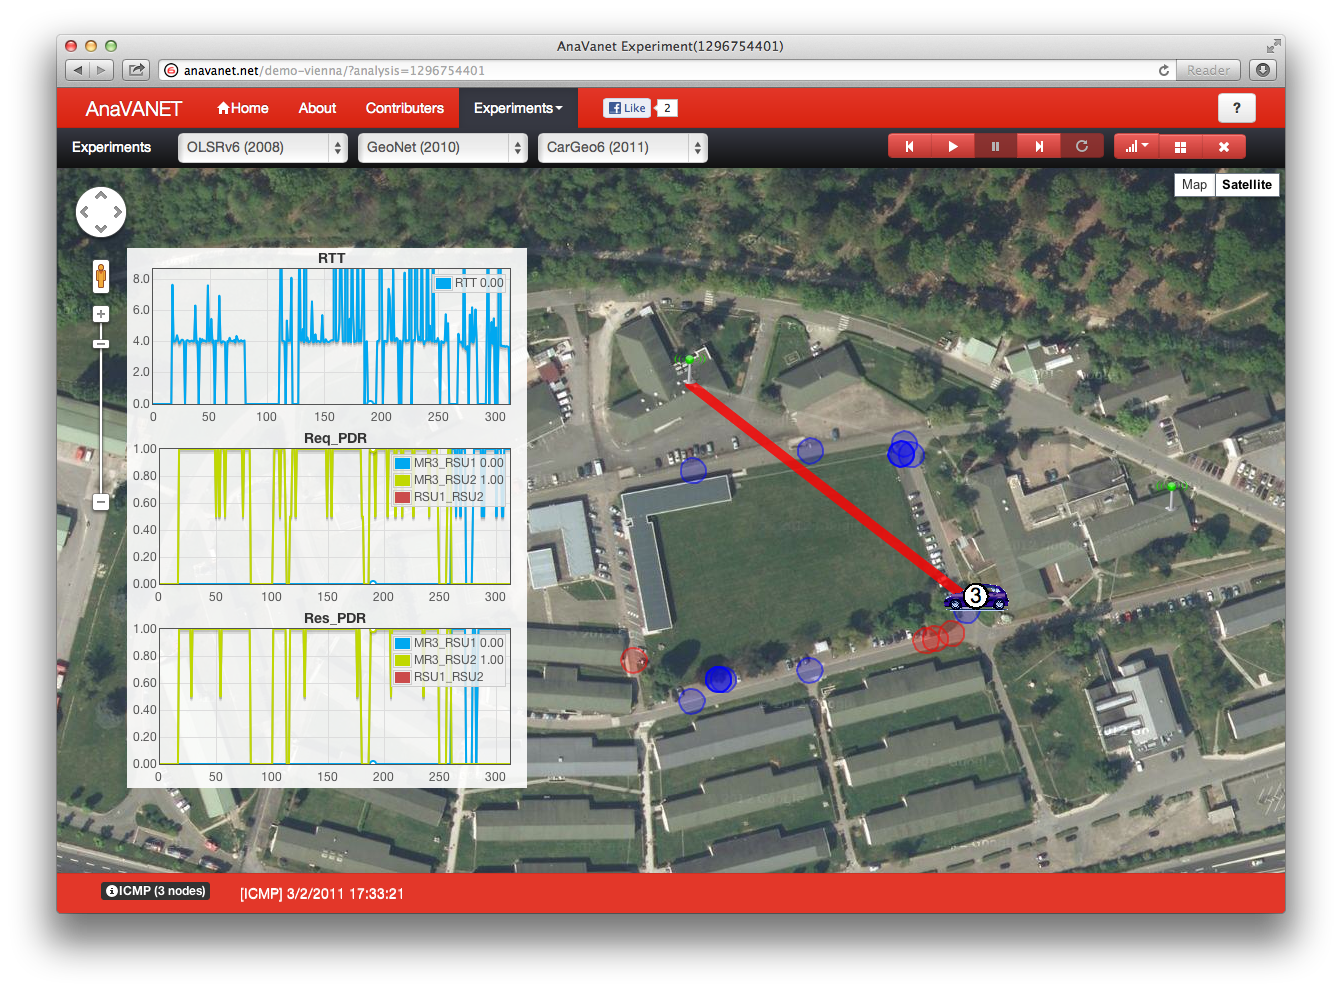 AnaVanet Experiment(1296754401)
anavanet.net/demo-vienna/?analysis=1296754401
Reader
AnaVANET Home About Contributers Experiments Like 2 ?
Experiments OLSRv6 (2008) GeoNet (2010) CarGeo6 (2011)
Map Satellite
RTT
RTT 0.00
8.0
6.0
4.0
2.0
0.0
0 50 100 150 200 250 300
Req_PDR
MR3_RSU1 0.00
MR3_RSU2 1.00
RSU1_RSU2
1.00
0.80
0.60
0.40
0.20
0.00
0 50 100 150 200 250 300
Res_PDR
MR3_RSU1 0.00
MR3_RSU2 1.00
RSU1_RSU2
1.00
0.80
0.60
0.40
0.20
0.00
0 50 100 150 200 250 300
3
ICMP (3 nodes) [ICMP] 3/2/2011 17:33:21